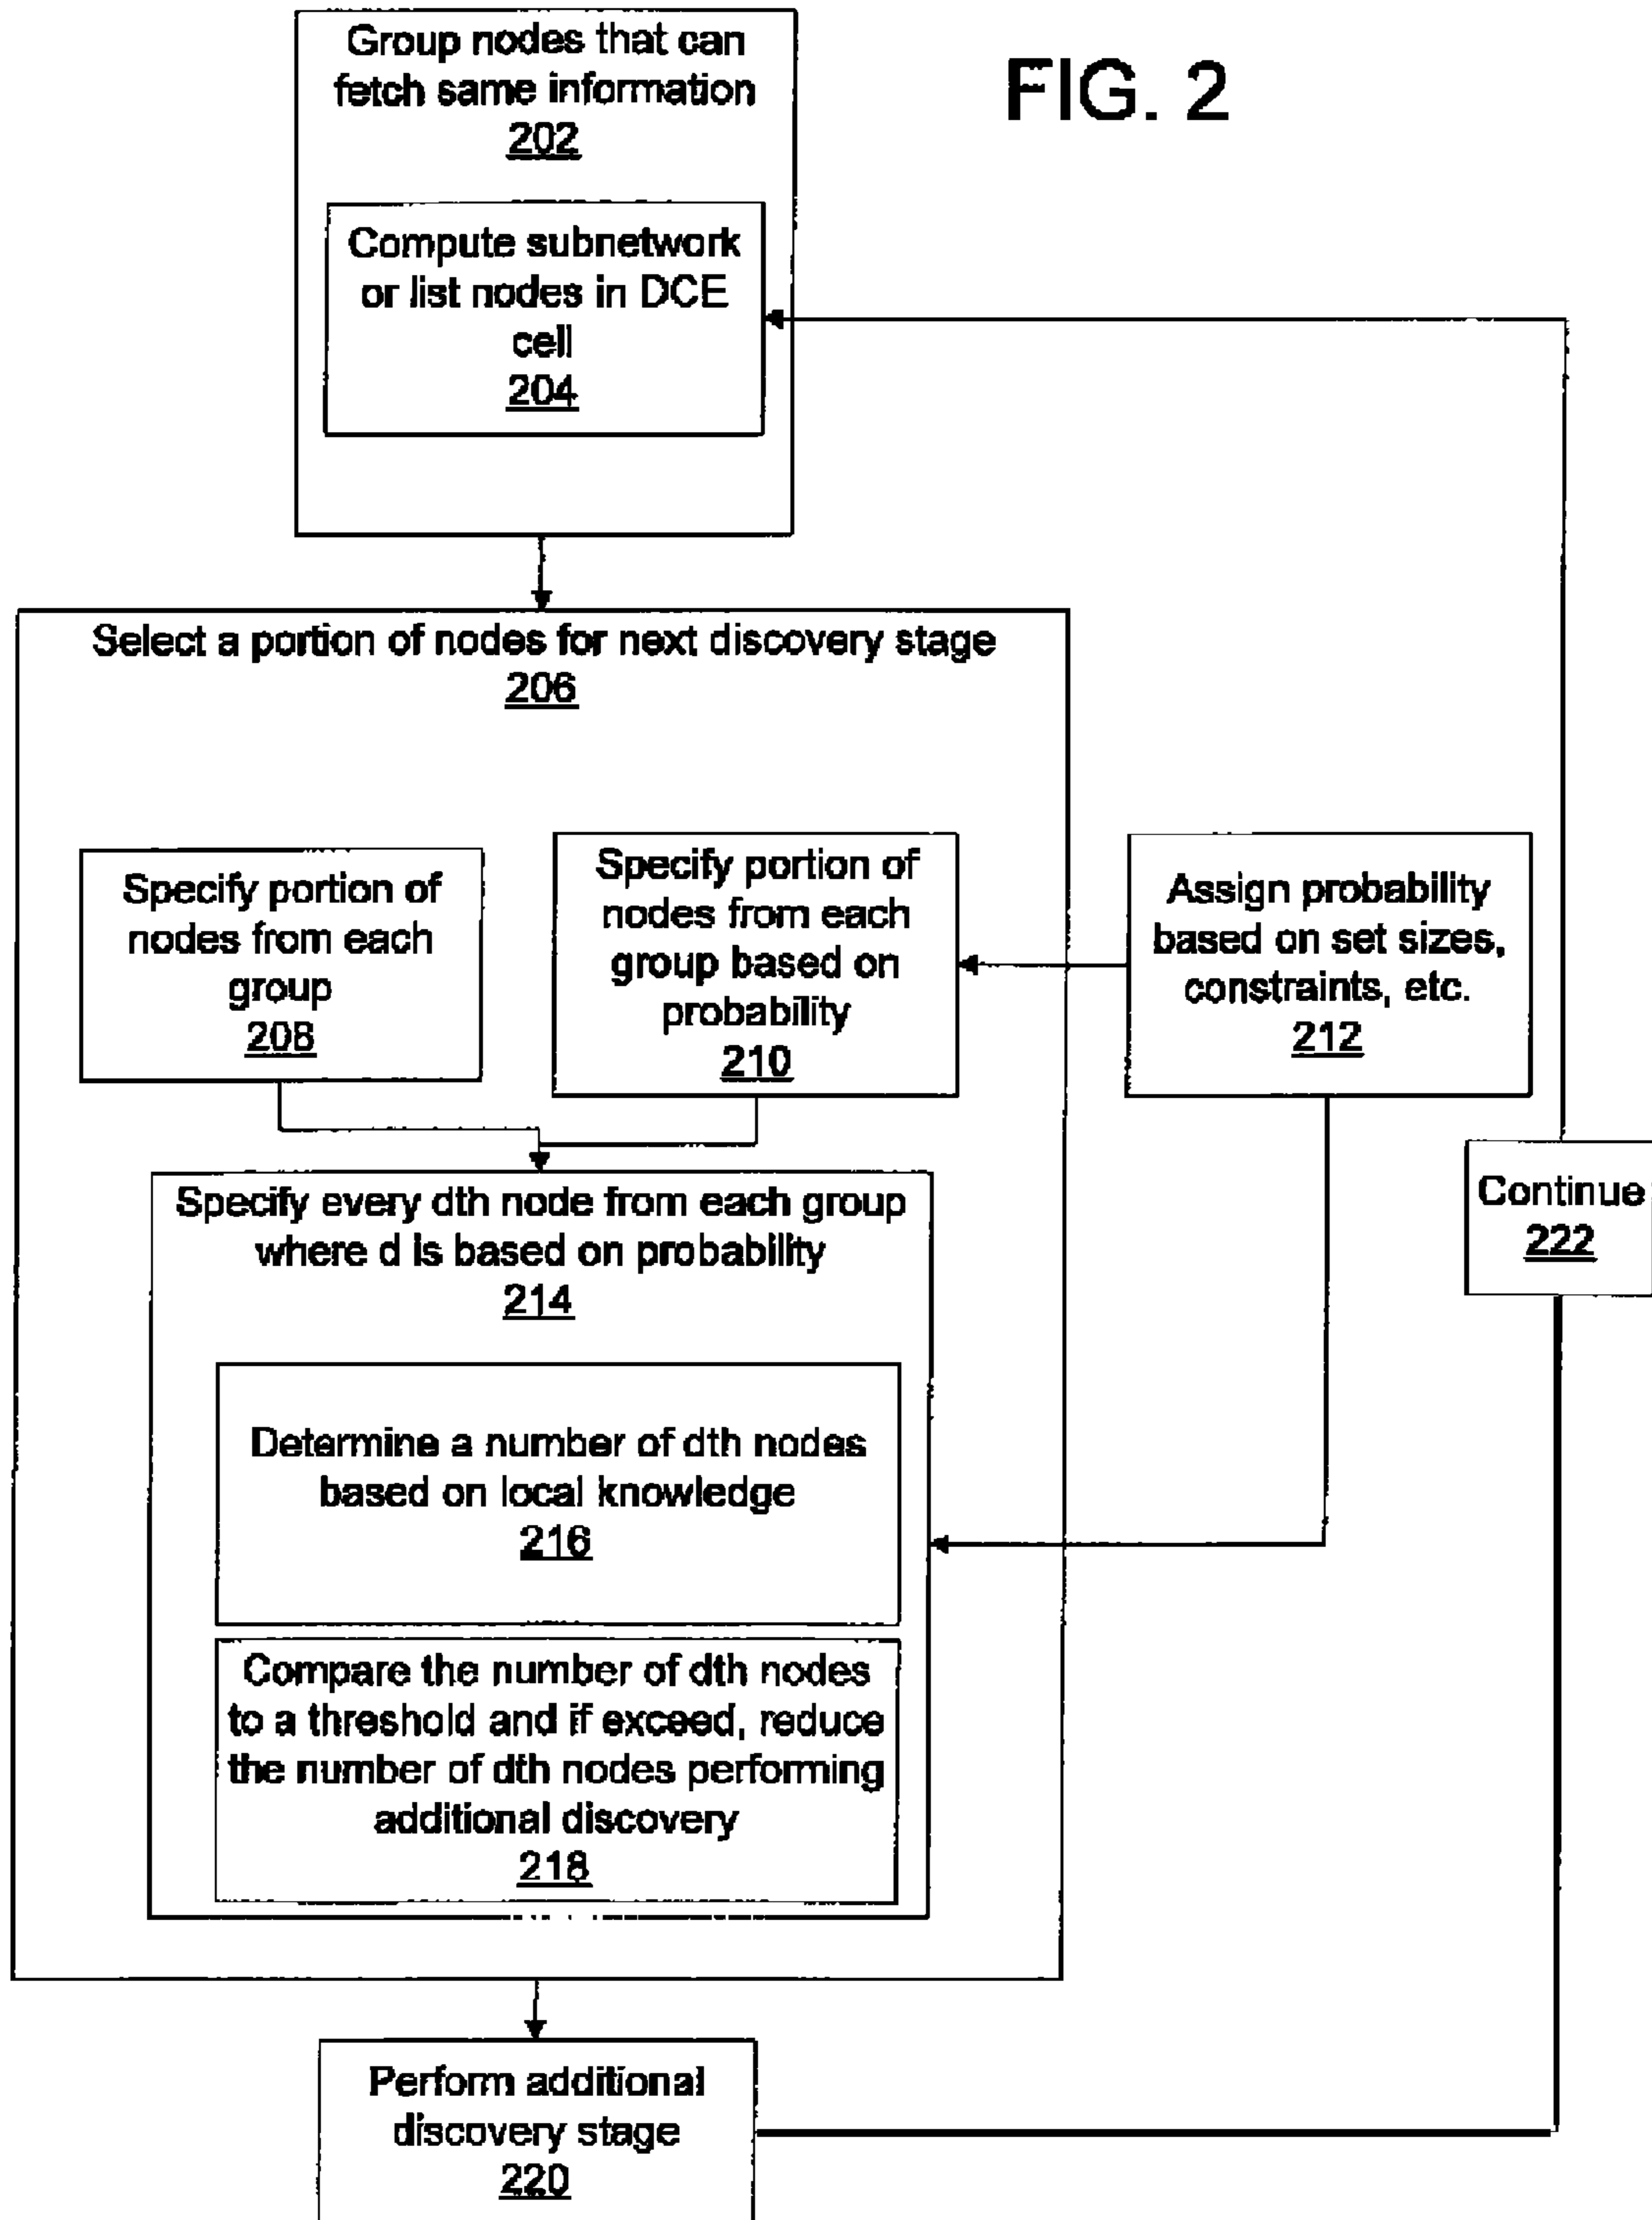 Group nodes that can
fetch same information
202
FIG. 2
Compute subnetwork
or list nodes in DCE
cell
204
Select a portion of nodes for next discovery stage
206
Specify portion of
nodes from each
group
208
Specify portion of
nodes from each
group based on
probability
210
Assign probability
based on set sizes,
constraints, etc.
212
Specify every dth node from each group
where d is based on probability
214
Continue
222
Determine a number of dth nodes
based on local knowledge
216
Compare the number of dth nodes
to a threshold and if exceed, reduce
the number of dth nodes performing
additional discovery
218
Perform additional
discovery stage
220